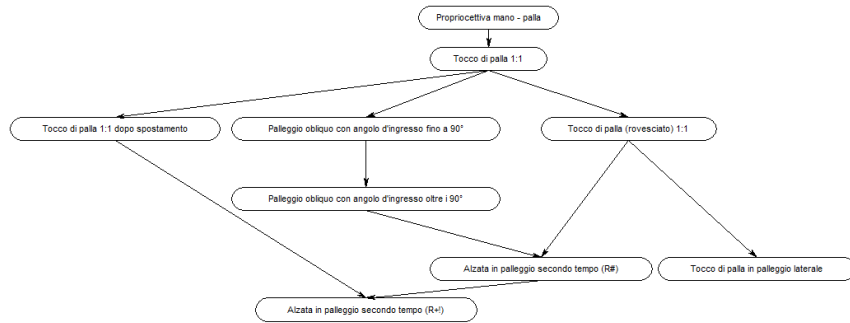 Propriocettiva mano - palla
Tocco di palla 1:1
Tocco di palla 1:1 dopo spostamento
Palleggio obliquo con angolo d'ingresso fino a 90°
Tocco di palla (rovesciato) 1:1
Palleggio obliquo con angolo d'ingresso oltre i 90°
Alzata in palleggio secondo tempo (R#)
Tocco di palla in palleggio laterale
Alzata in palleggio secondo tempo (R+!)